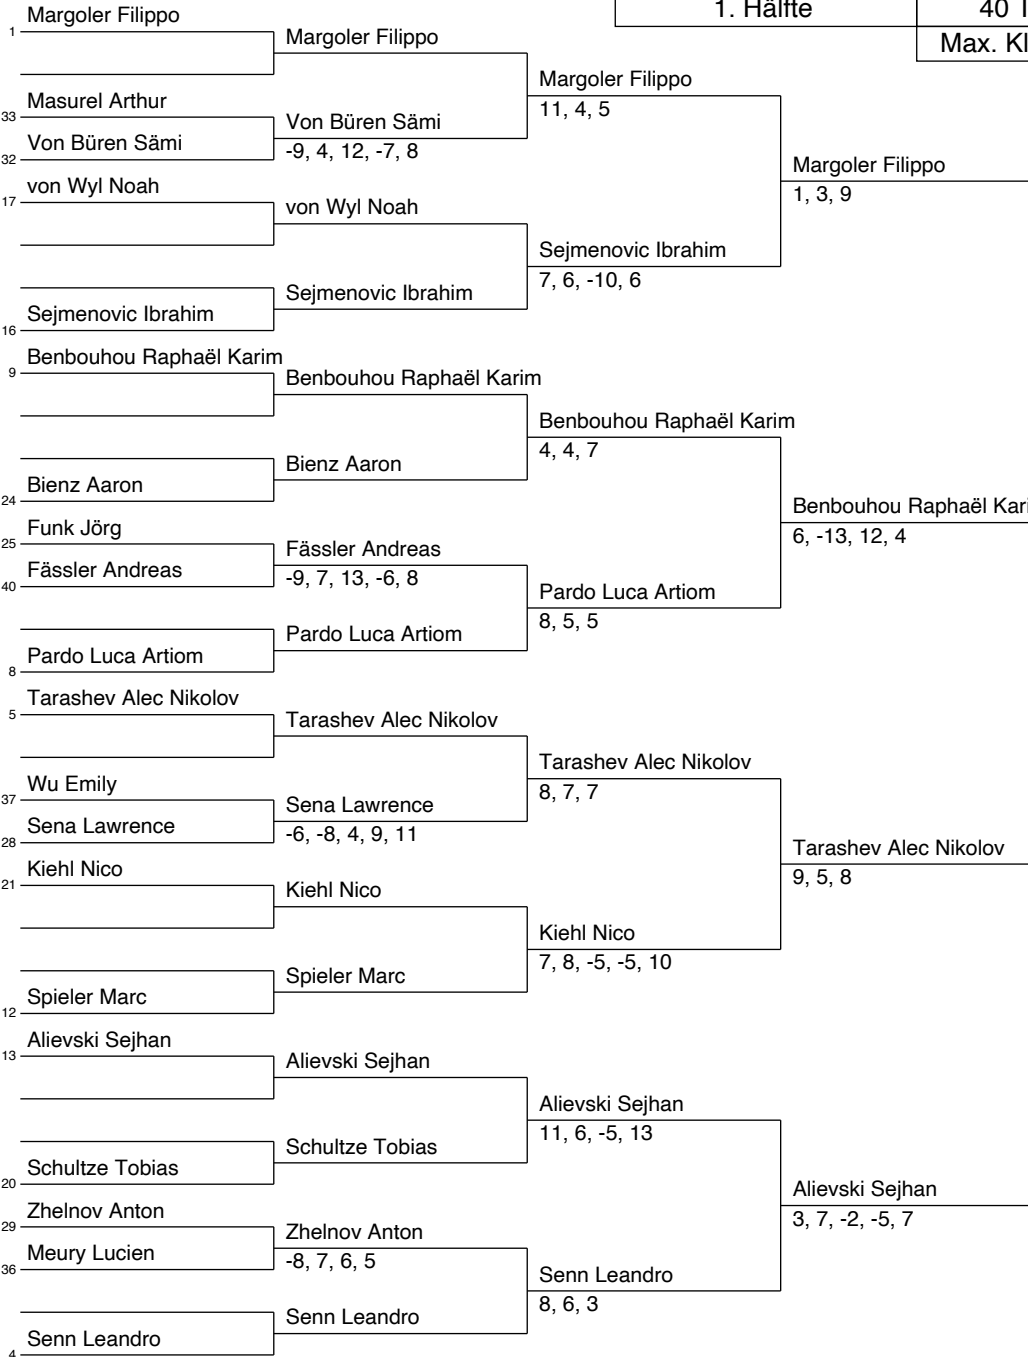 1. Hälfte
40 T
Max. Kl
Margoler Filippo
1
Margoler Filippo
Margoler Filippo
11, 4, 5
Masurel Arthur
33
Von Büren Sämi
-9, 4, 12, -7, 8
Von Büren Sämi
32
Margoler Filippo
1, 3, 9
von Wyl Noah
17
von Wyl Noah
Sejmenovic Ibrahim
7, 6, -10, 6
Sejmenovic Ibrahim
Sejmenovic Ibrahim
16
Benbouhou Raphaël Karim
9
Benbouhou Raphaël Karim
Benbouhou Raphaël Karim
4, 4, 7
Bienz Aaron
Bienz Aaron
24
Benbouhou Raphaël Kari
6, -13, 12, 4
Funk Jörg
25
Fässler Andreas
-9, 7, 13, -6, 8
Fässler Andreas
40
Pardo Luca Artiom
8, 5, 5
Pardo Luca Artiom
Pardo Luca Artiom
8
Tarashev Alec Nikolov
5
Tarashev Alec Nikolov
Tarashev Alec Nikolov
8, 7, 7
Wu Emily
37
Sena Lawrence
-6, -8, 4, 9, 11
Sena Lawrence
28
Tarashev Alec Nikolov
9, 5, 8
Kiehl Nico
21
Kiehl Nico
Kiehl Nico
7, 8, -5, -5, 10
Spieler Marc
Spieler Marc
12
Alievski Sejhan
13
Alievski Sejhan
Alievski Sejhan
11, 6, -5, 13
Schultze Tobias
Schultze Tobias
20
Alievski Sejhan
3, 7, -2, -5, 7
Zhelnov Anton
29
Zhelnov Anton
-8, 7, 6, 5
Meury Lucien
36
Senn Leandro
8, 6, 3
Senn Leandro
Senn Leandro
4